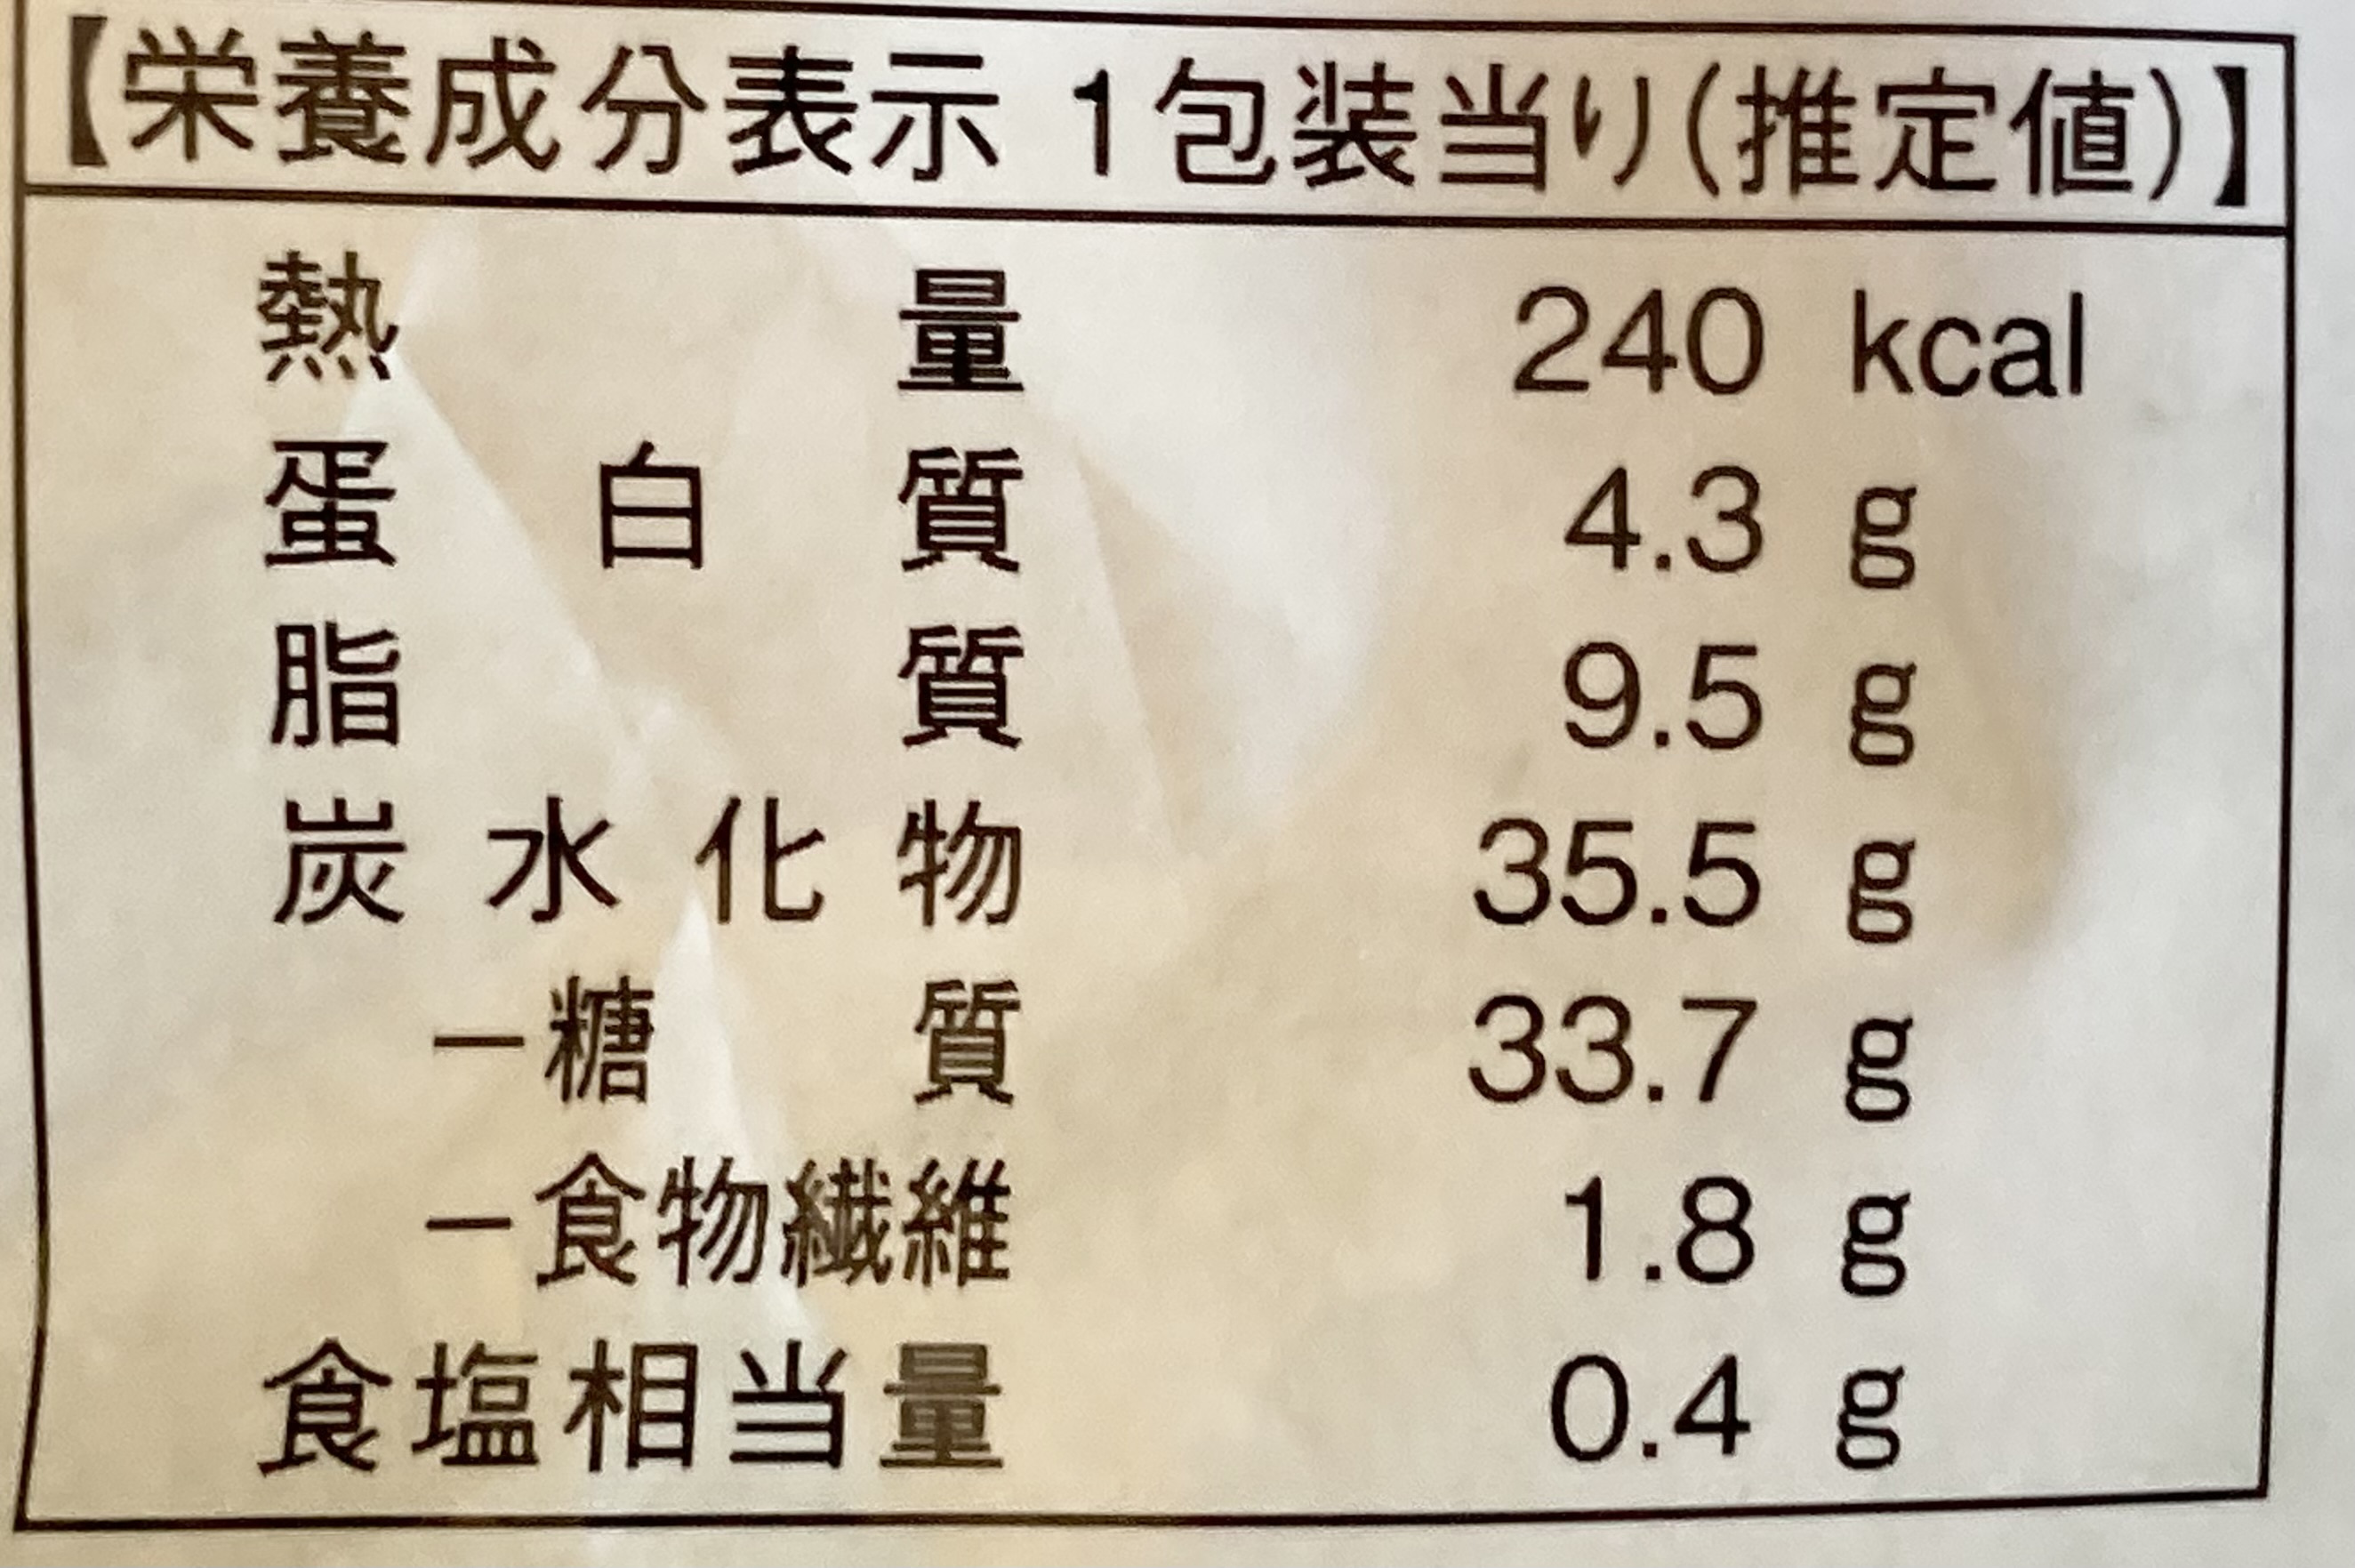 【栄養成分表示 1包装当り(推定値)】
熱量 240 kcal
蛋白質 4.3 g
脂質 9.5 g
炭水化物 35.5 g
－糖質 33.7 g
－食物繊維 1.8 g
食塩相当量 0.4 g